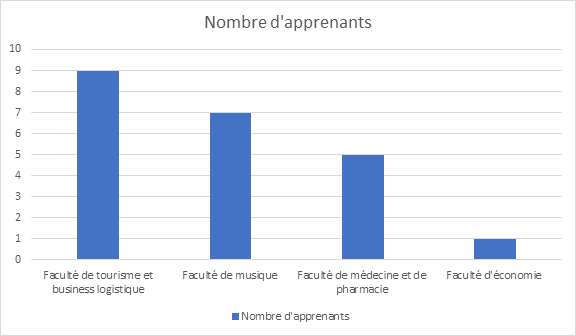 Nombre d'apprenants
10
9
8
7
6
5
4
3
2
1
0
Faculté de tourisme et
business logistique
Faculté de musique
Faculté de médecine et de
pharmacie
Faculté d'économie
Nombre d'apprenants